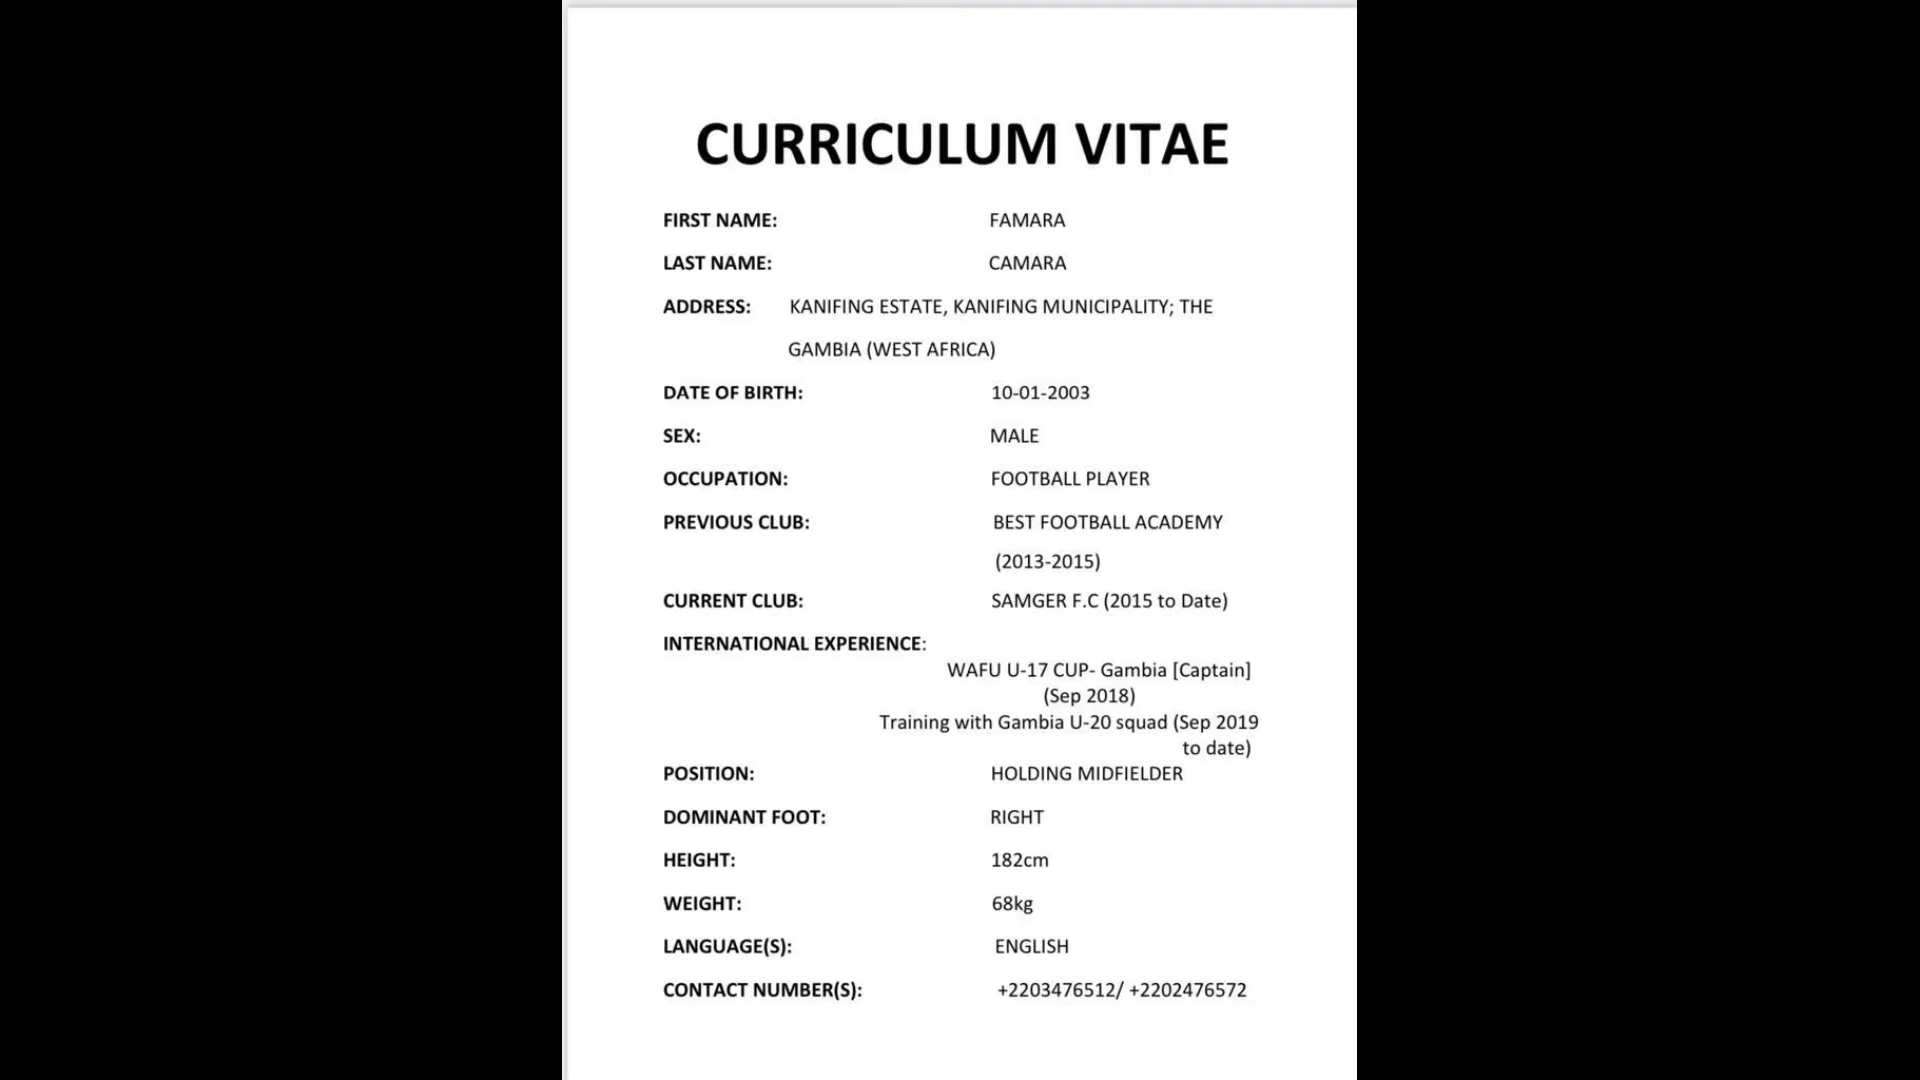 CURRICULUM VITAE
FIRST NAME: FAMARA
LAST NAME: CAMARA
ADDRESS: KANIFING ESTATE, KANIFING MUNICIPALITY; THE
GAMBIA (WEST AFRICA)
DATE OF BIRTH: 10-01-2003
SEX: MALE
OCCUPATION: FOOTBALL PLAYER
PREVIOUS CLUB: BEST FOOTBALL ACADEMY
(2013-2015)
CURRENT CLUB: SAMGER F.C (2015 to Date)
INTERNATIONAL EXPERIENCE:
WAFU U-17 CUP- Gambia [Captain]
(Sep 2018)
Training with Gambia U-20 squad (Sep 2019
to date)
POSITION: HOLDING MIDFIELDER
DOMINANT FOOT: RIGHT
HEIGHT: 182cm
WEIGHT: 68kg
LANGUAGE(S): ENGLISH
CONTACT NUMBER(S): +2203476512/ +2202476572